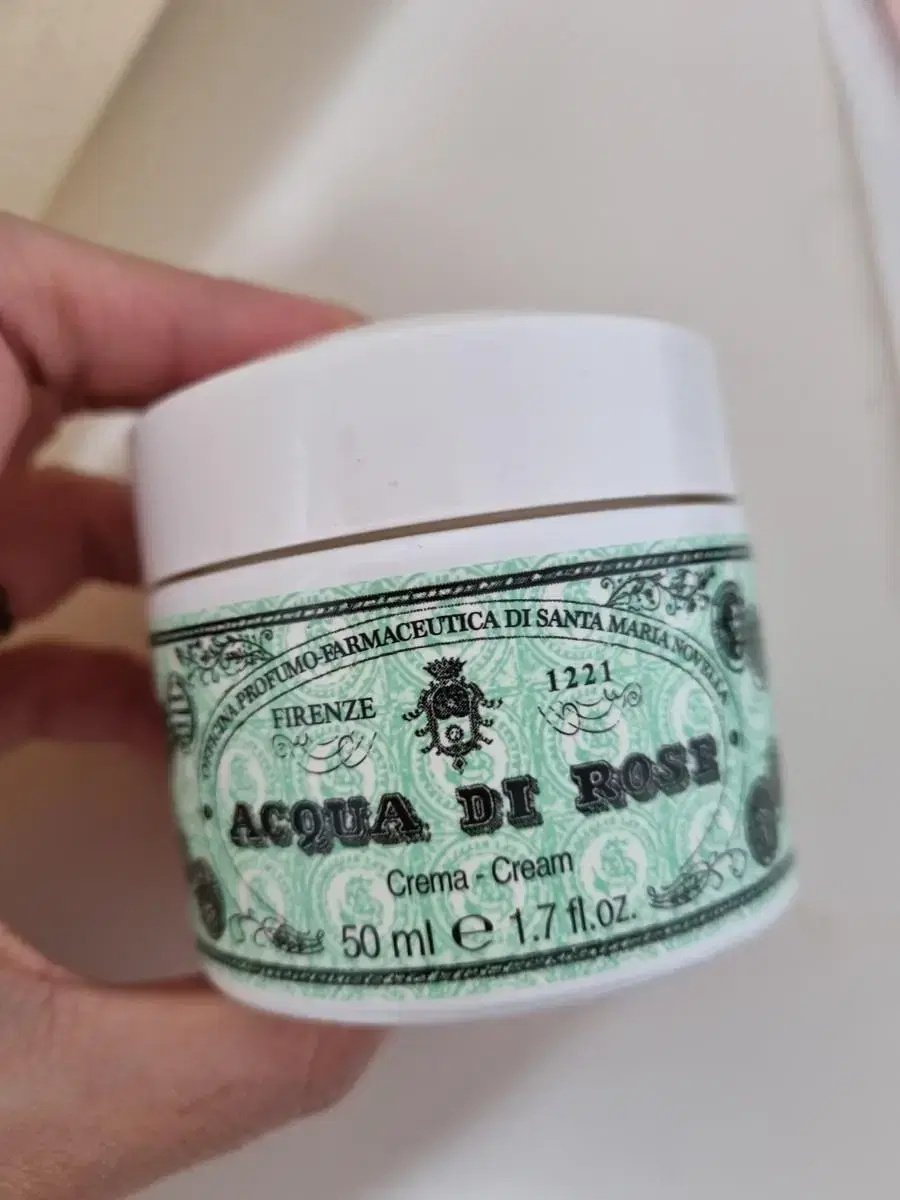 OFFICINA PROFUMO-FARMACEUTICA DI SANTA MARIA NOVELLA
FIRENZE 1221
ACQUA DI ROSE
Crema - Cream
50 ml ℮ 1.7 fl.oz.